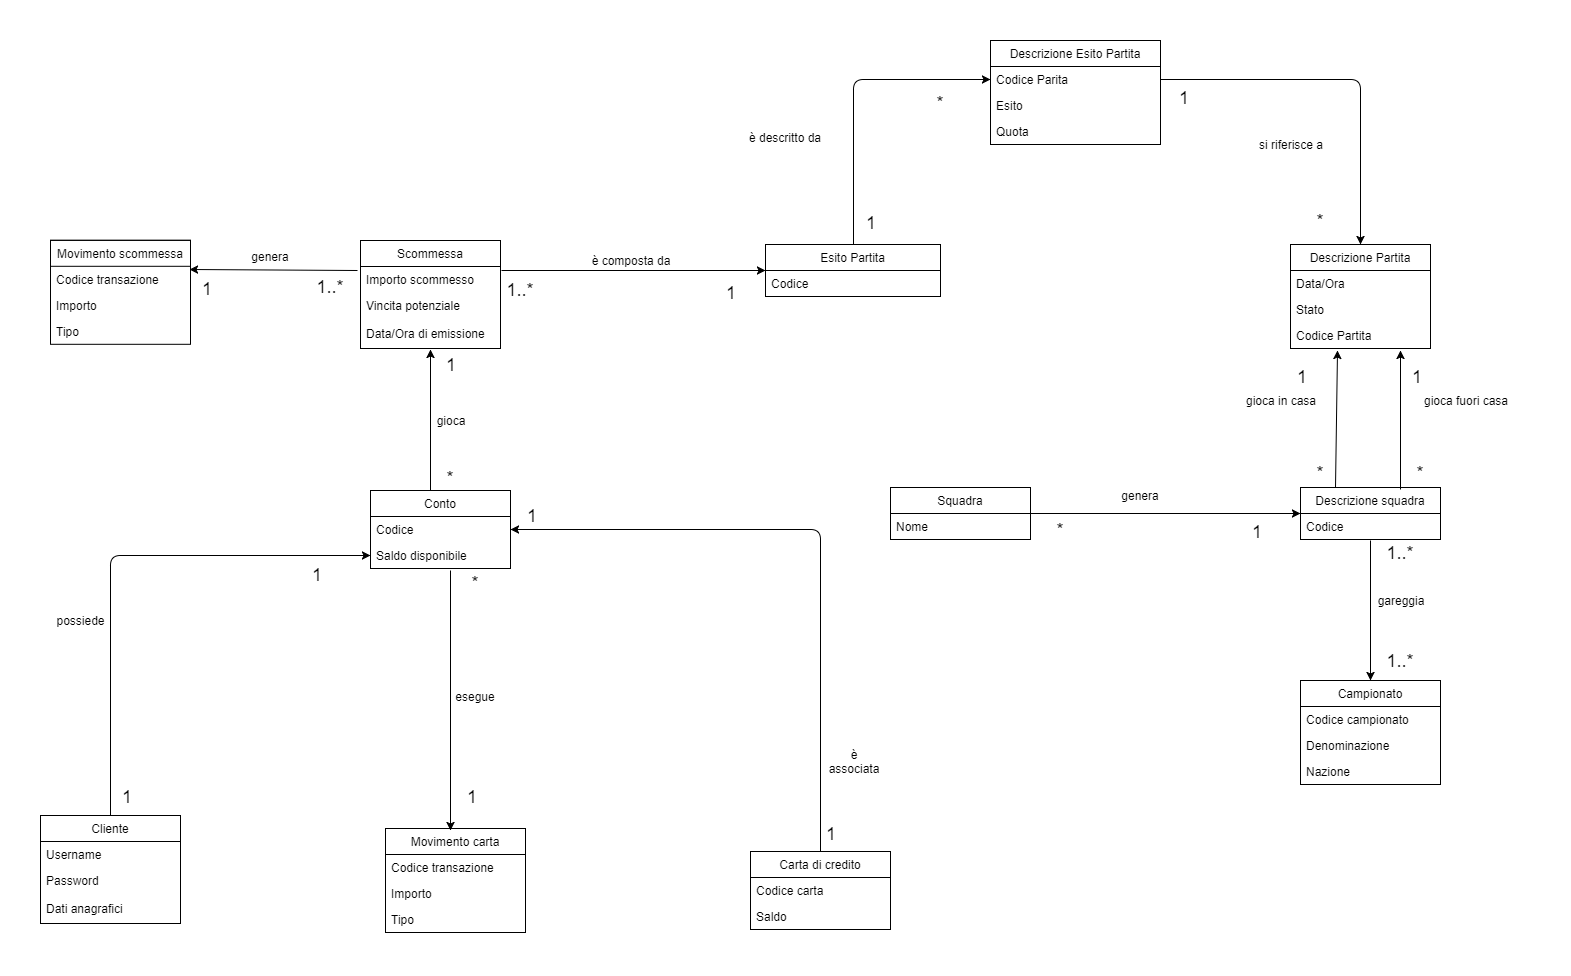 Descrizione Esito Partita
Codice Parita
Esito
Quota
*
1
è descritto da
si riferisce a
1
*
Movimento scommessa
Codice transazione
Importo
Tipo
genera
1
1..*
Scommessa
Importo scommesso
Vincita potenziale
Data/Ora di emissione
è composta da
1..*
1
Esito Partita
Codice
Descrizione Partita
Data/Ora
Stato
Codice Partita
1
gioca
*
1
1
gioca in casa
gioca fuori casa
*
*
Conto
Codice
Saldo disponibile
1
1
*
Squadra
Nome
genera
*
1
Descrizione squadra
Codice
1..*
gareggia
1..*
possiede
esegue
è
associata
1
1
1
Campionato
Codice campionato
Denominazione
Nazione
Cliente
Username
Password
Dati anagrafici
Movimento carta
Codice transazione
Importo
Tipo
Carta di credito
Codice carta
Saldo